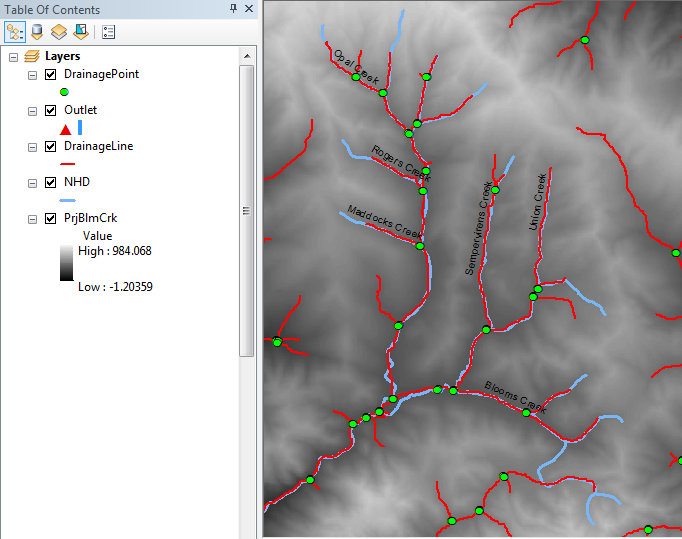 Table Of Contents
Layers
DrainagePoint
Outlet
DrainageLine
NHD
PrjBlmCrk
Value
High : 984.068
Low : -1.20359
Opal Creek
Rogers Creek
Maddocks Creek
Sempervirens Creek
Union Creek
Blooms Creek